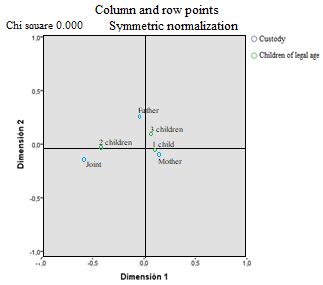 Column and row points
Chi square 0.000 Symmetric normalization
Custody
Children of legal age
1,0
0,5
0,0
-0,5
-1,0
Dimensión 2
Father
3 children
2 children
1 child
Joint
Mother
-1,0 -0,5 0,0 0,5 1,0
Dimensión 1